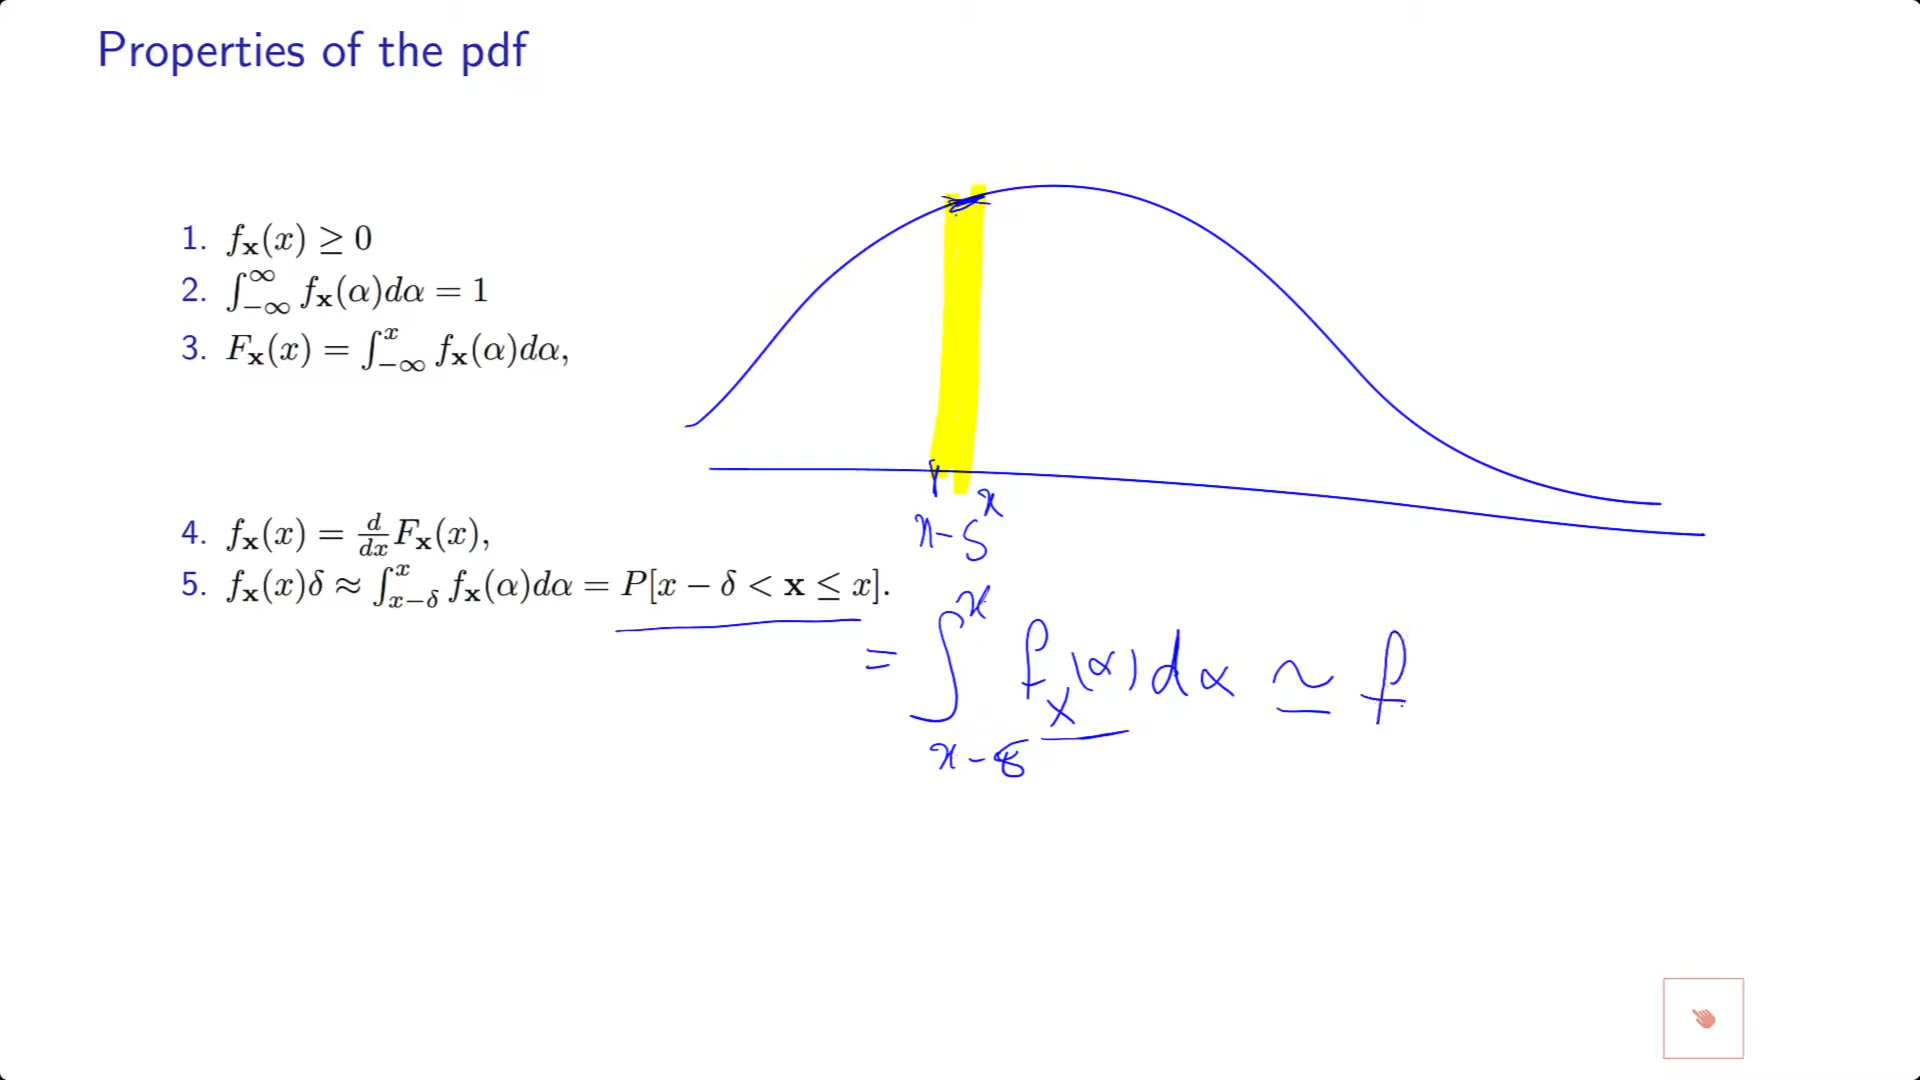 Properties of the pdf
1. f_𝐱(x) ≥ 0
2. ∫_{−∞}^{∞} f_𝐱(α)dα = 1
3. F_𝐱(x) = ∫_{−∞}^{x} f_𝐱(α)dα,
x
x − δ
4. f_𝐱(x) = d/dx F_𝐱(x),
5. f_𝐱(x)δ ≈ ∫_{x−δ}^{x} f_𝐱(α)dα = P[x − δ < 𝐱 ≤ x].
= ∫_{x−δ}^{x} f_x(α)dα ≃ f